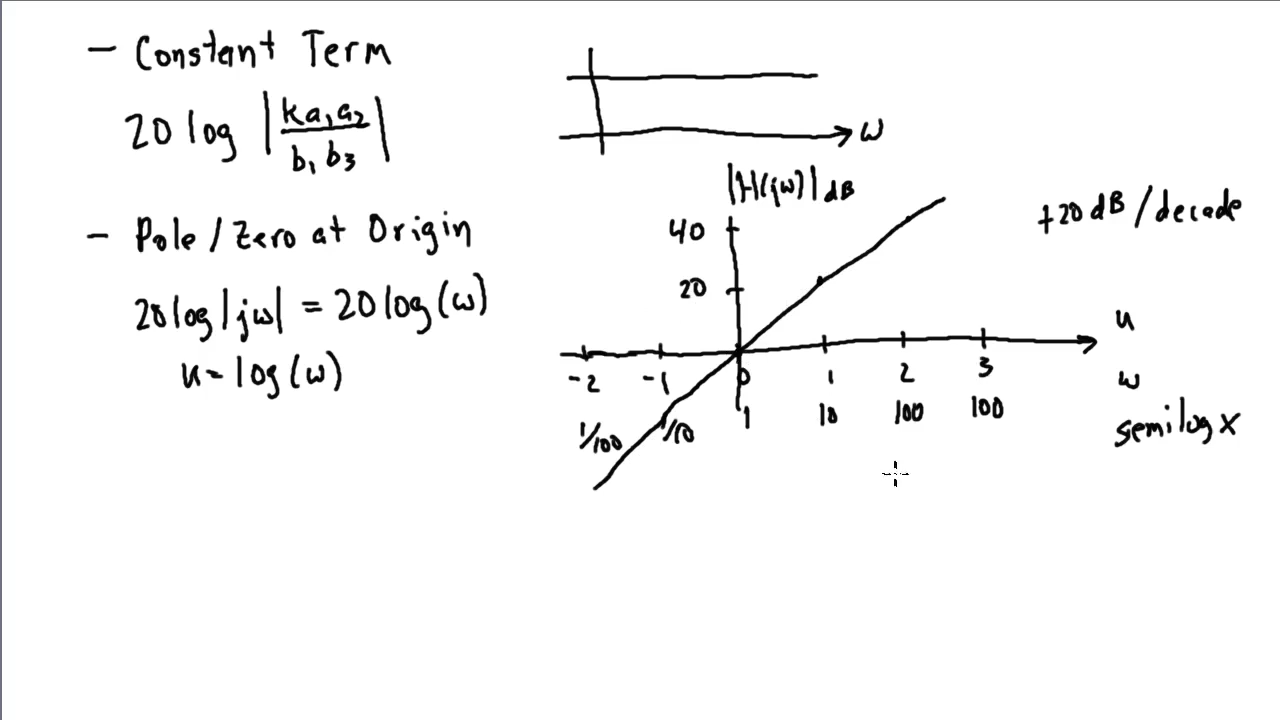 - Constant Term
20 log |ka₁a₂ / b₁b₃|
ω
- Pole / Zero at Origin
20log|jω| = 20log(ω)
u = log(ω)
|H(jω)|dB
+20 dB/decade
40
20
u
-2 -1 0 1 2 3
ω
1/100 1/10 1 10 100 100
semilogx